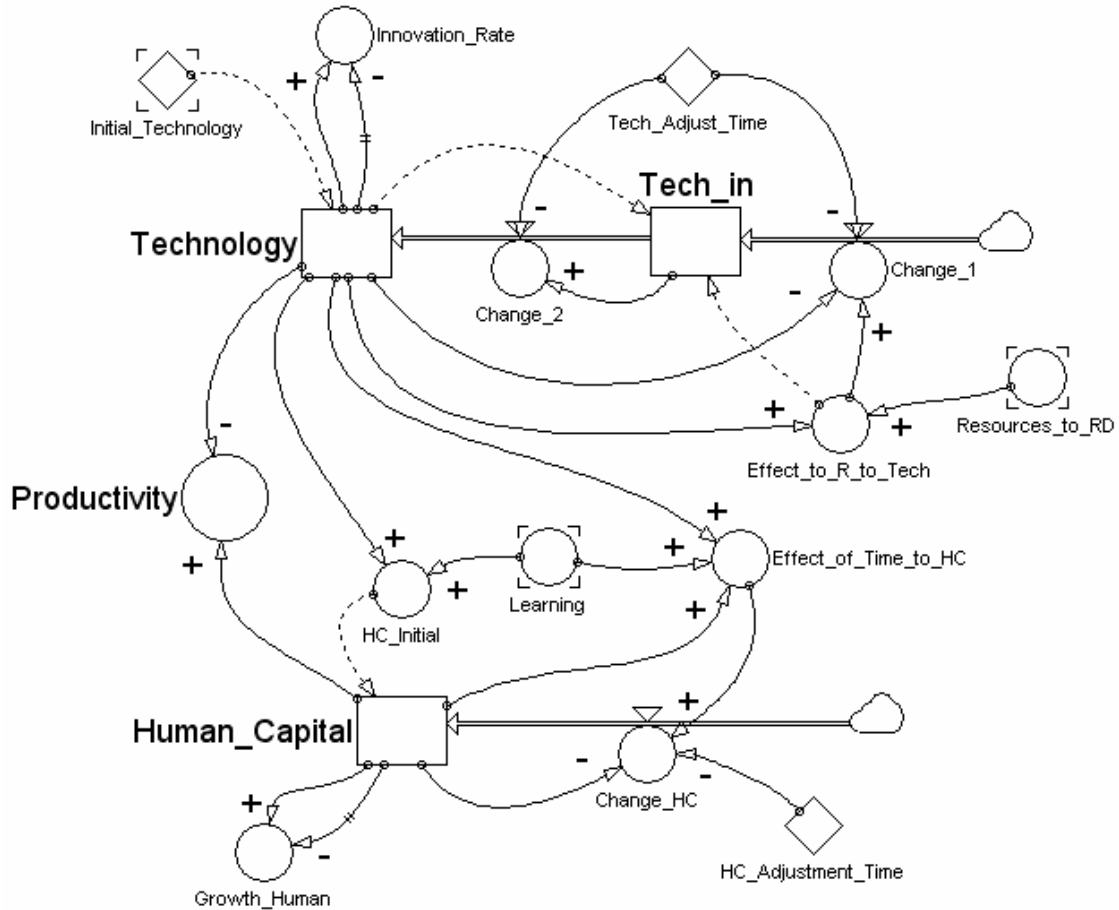 Innovation_Rate
+
-
Initial_Technology
Tech_Adjust_Time
Tech_in
-
-
Technology
+
Change_2
Change_1
-
+
+
+
Resources_to_RD
Effect_to_R_to_Tech
-
Productivity
+
+
+
Effect_of_Time_to_HC
+
+
Learning
HC_Initial
+
+
Human_Capital
-
-
Change_HC
+
-
Growth_Human
HC_Adjustment_Time